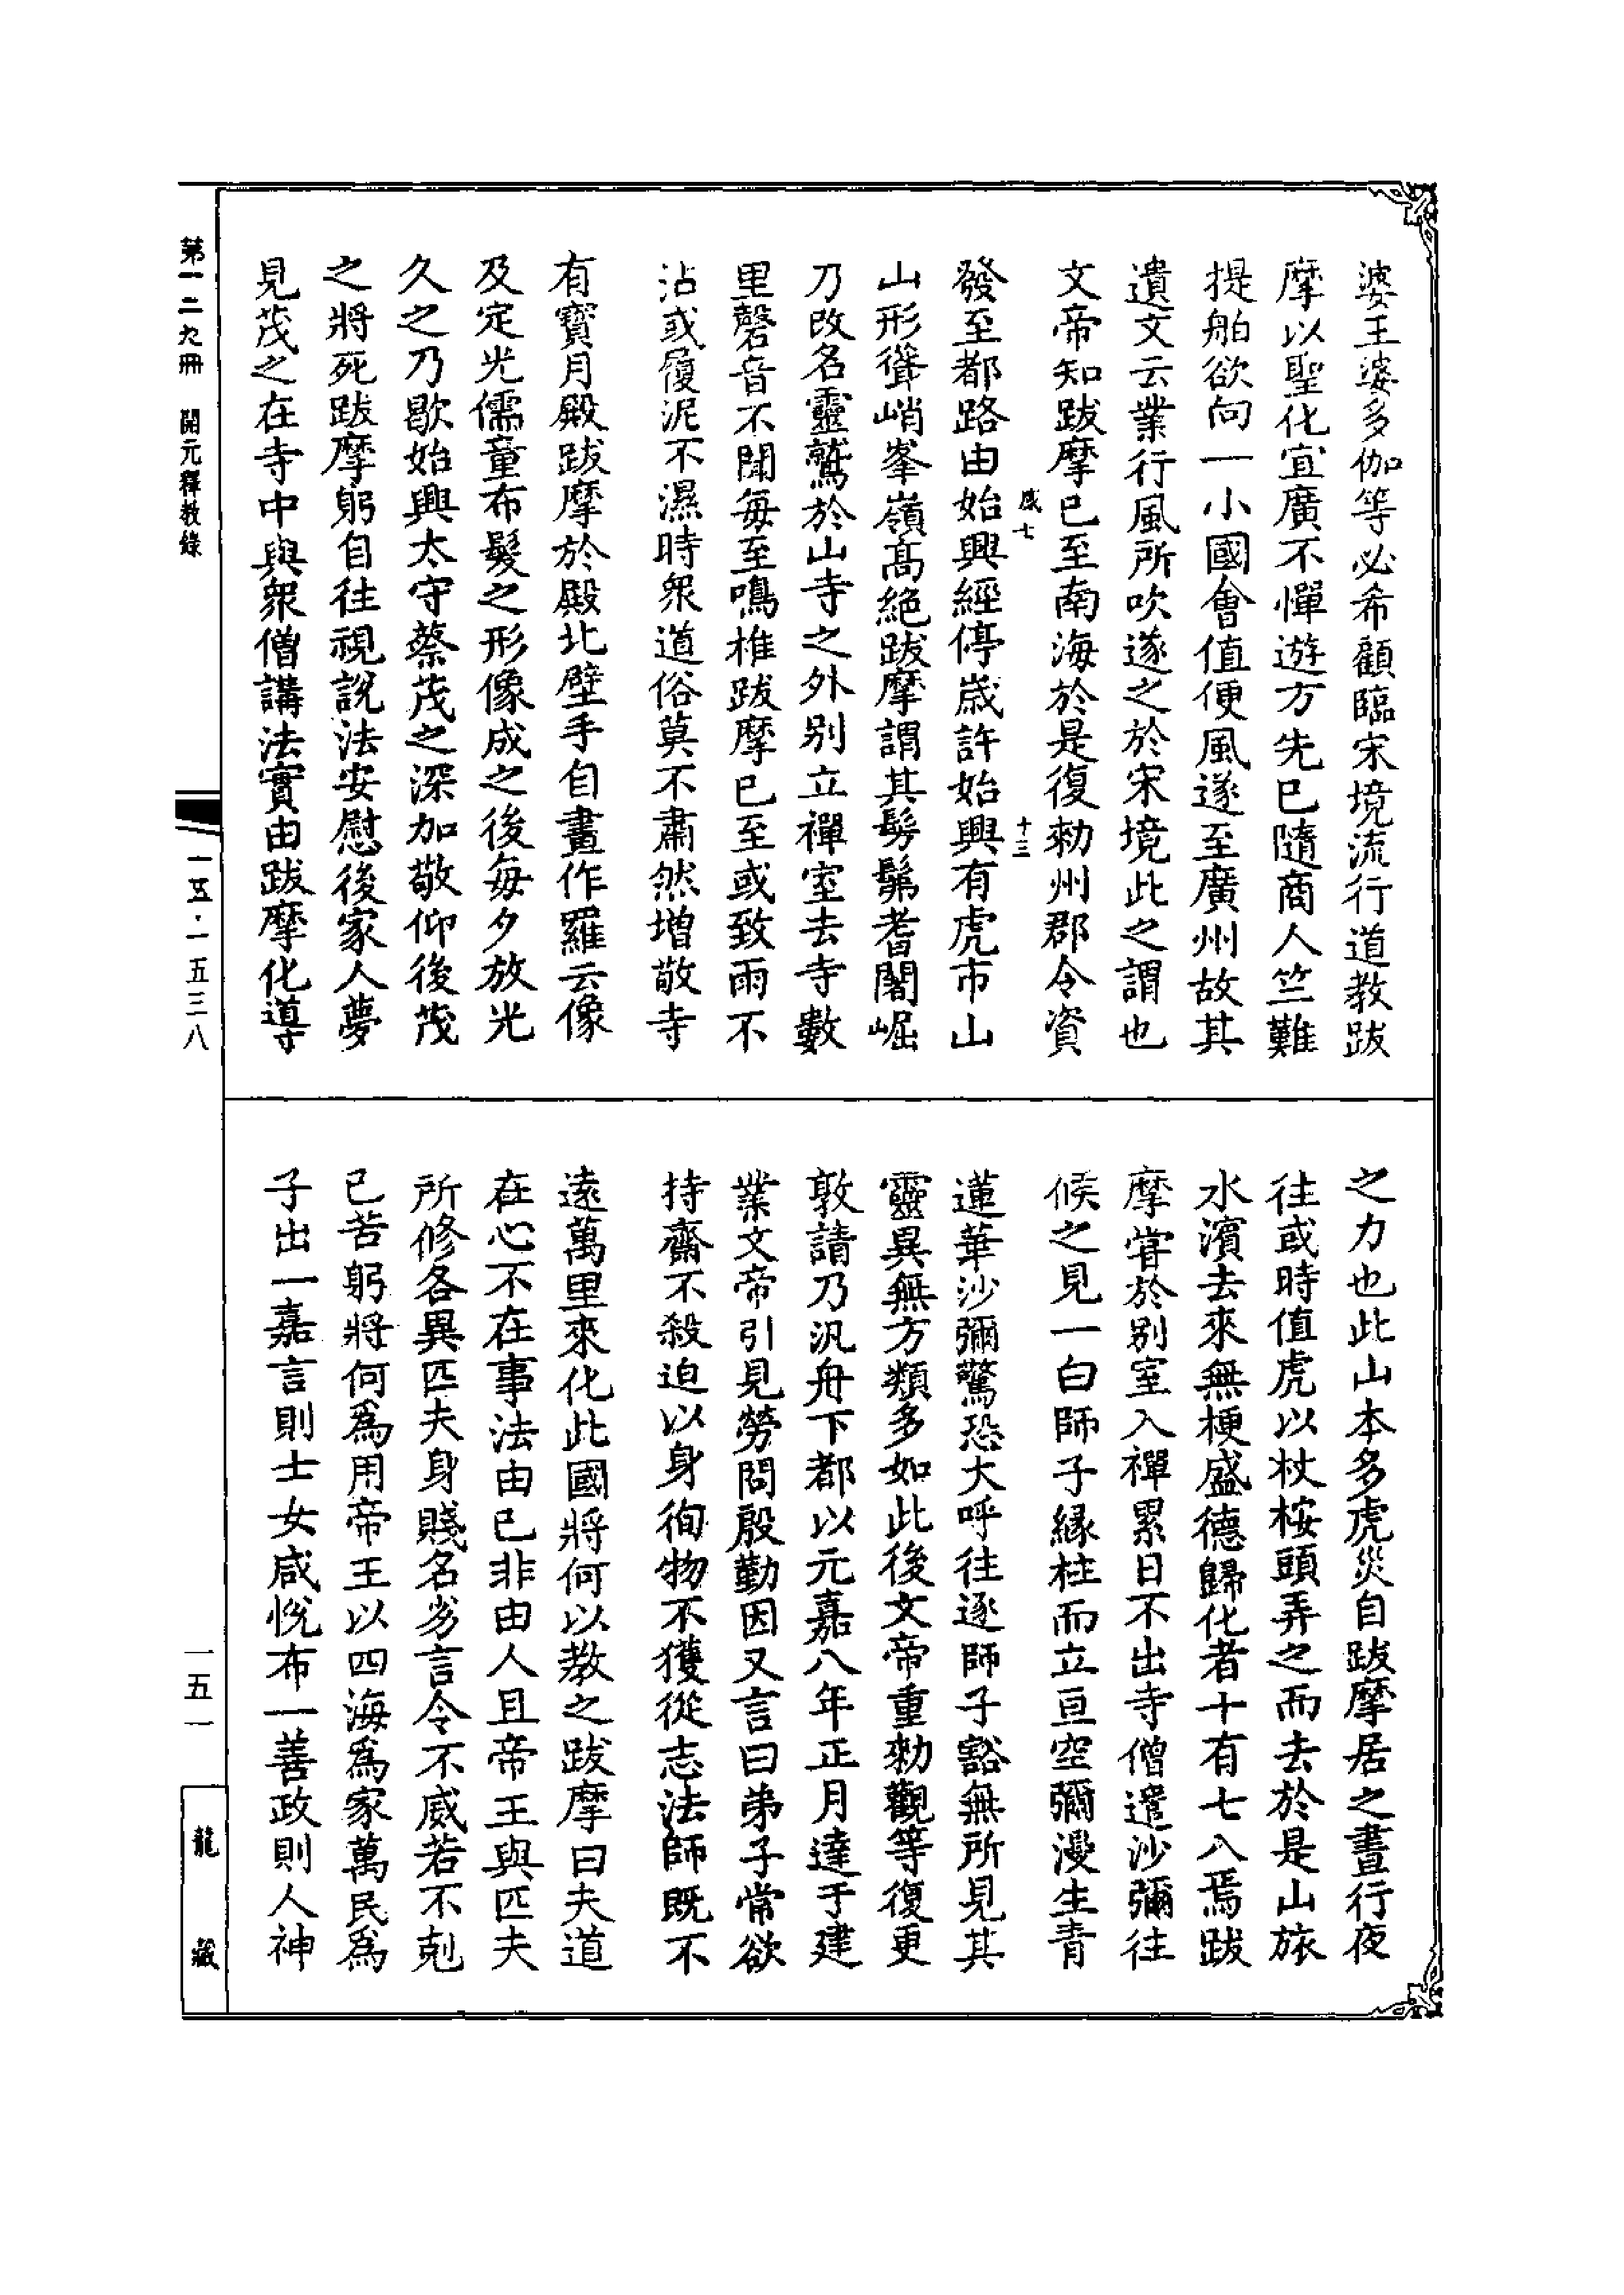 婆王婆多伽等必希顧臨宋境流行道教跋
摩以聖化宜廣不憚遊方先已隨商人竺難
提舶欲向一小國會值便風遂至廣州故其
遺文云業行風所吹遂之於宋境此之謂也
文帝知跋摩已至南海於是復勑州郡令資
咸七
十三
發至都路由始興經停嵗許始興有虎市山
山形聳峭峯嶺髙絶跋摩謂其髣髴耆闍崛
乃改名靈鷲於山寺之外别立禪室去寺數
里磬音不聞每至鳴椎跋摩已至或致雨不
沾或履泥不濕時衆道俗莫不肅然增敬寺
有寶月殿跋摩於殿北壁手自畫作羅云像
及定光儒童布髮之形像成之後每夕放光
久之乃歇始興太守蔡茂之深加敬仰後茂
之將死跋摩躬自往視說法安慰後家人夢
見茂之在寺中與衆僧講法實由跋摩化導
之力也此山本多虎災自跋摩居之晝行夜
往或時值虎以杖桉頭弄之而去於是山旅
水濱去來無梗盛德歸化者十有七八焉跋
摩甞於别室入禪累日不出寺僧遣沙彌往
候之見一白師子緣柱而立亘空彌漫生青
蓮華沙彌驚恐大呼往逐師子豁無所見其
靈異無方類多如此後文帝重勑觀等復更
敦請乃汎舟下都以元嘉八年正月達于建
業文帝引見勞問殷勤因又言曰弟子常欲
持齋不殺迫以身徇物不獲從志法師既不
遠萬里來化此國將何以教之跋摩曰夫道
在心不在事法由已非由人且帝王與匹夫
所修各異匹夫身賤名劣言令不威若不剋
已苦躬將何爲用帝王以四海爲家萬民爲
子出一嘉言則士女咸悅布一善政則人神
第一二九冊 開元釋教錄
一五·一五三八
一五一
龍藏